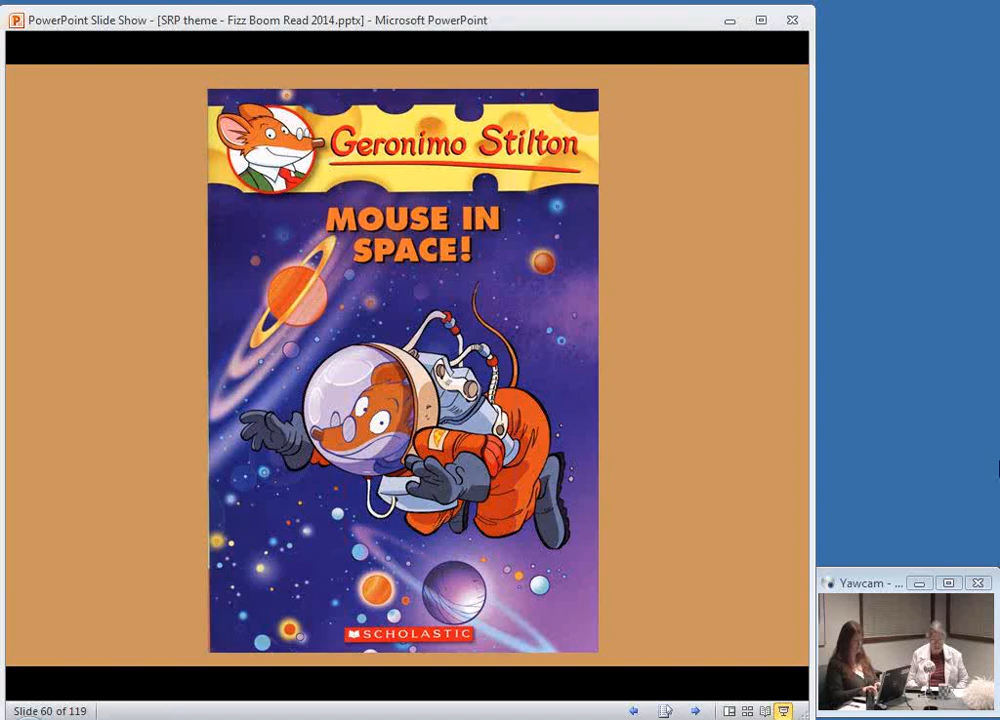 PowerPoint Slide Show - [SRP theme - Fizz Boom Read 2014.pptx] - Microsoft PowerPoint
Geronimo Stilton
MOUSE IN
SPACE!
SCHOLASTIC
Yawcam - ...
Slide 60 of 119